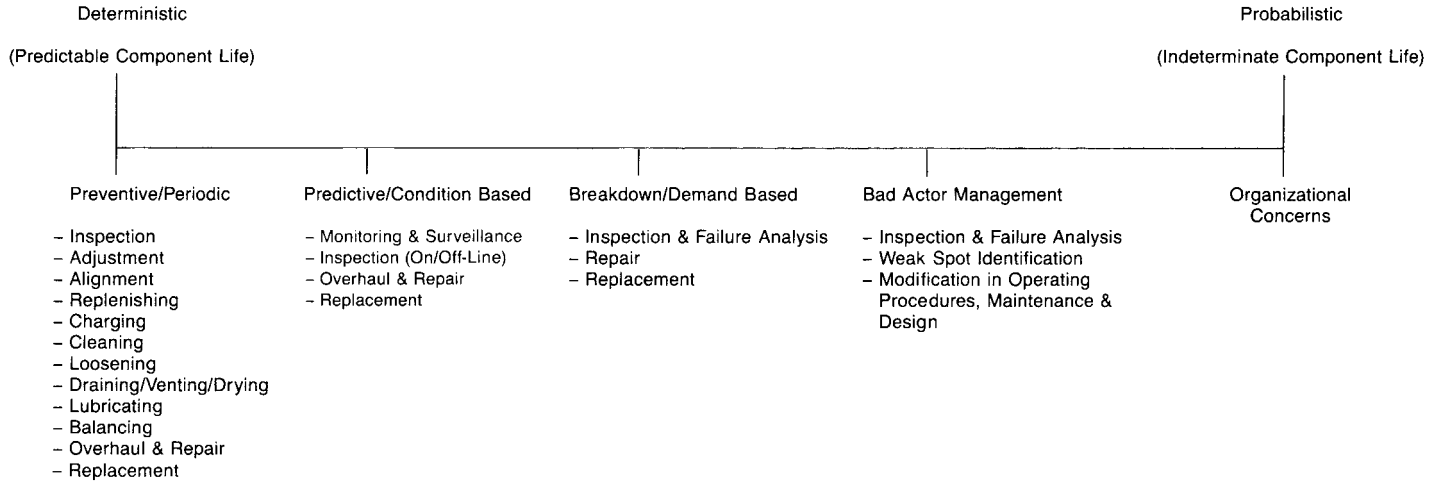 Deterministic
(Predictable Component Life)
Probabilistic
(Indeterminate Component Life)
Preventive/Periodic
– Inspection
– Adjustment
– Alignment
– Replenishing
– Charging
– Cleaning
– Loosening
– Draining/Venting/Drying
– Lubricating
– Balancing
– Overhaul & Repair
– Replacement
Predictive/Condition Based
– Monitoring & Surveillance
– Inspection (On/Off-Line)
– Overhaul & Repair
– Replacement
Breakdown/Demand Based
– Inspection & Failure Analysis
– Repair
– Replacement
Bad Actor Management
– Inspection & Failure Analysis
– Weak Spot Identification
– Modification in Operating
Procedures, Maintenance &
Design
Organizational
Concerns